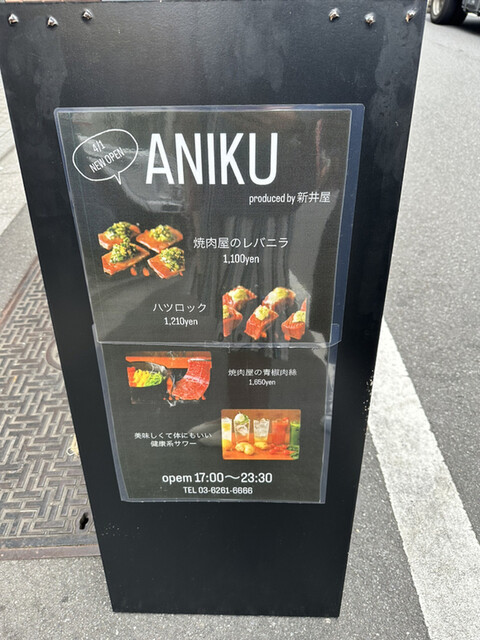 4/1
NEW OPEN
ANIKU
produced by 新井屋
焼肉屋のレバニラ
1,100yen
ハツロック
1,210yen
焼肉屋の青椒肉絲
1,650yen
美味しくて体にもいい
健康系サワー
opem 17:00〜23:30
TEL 03-6261-6666